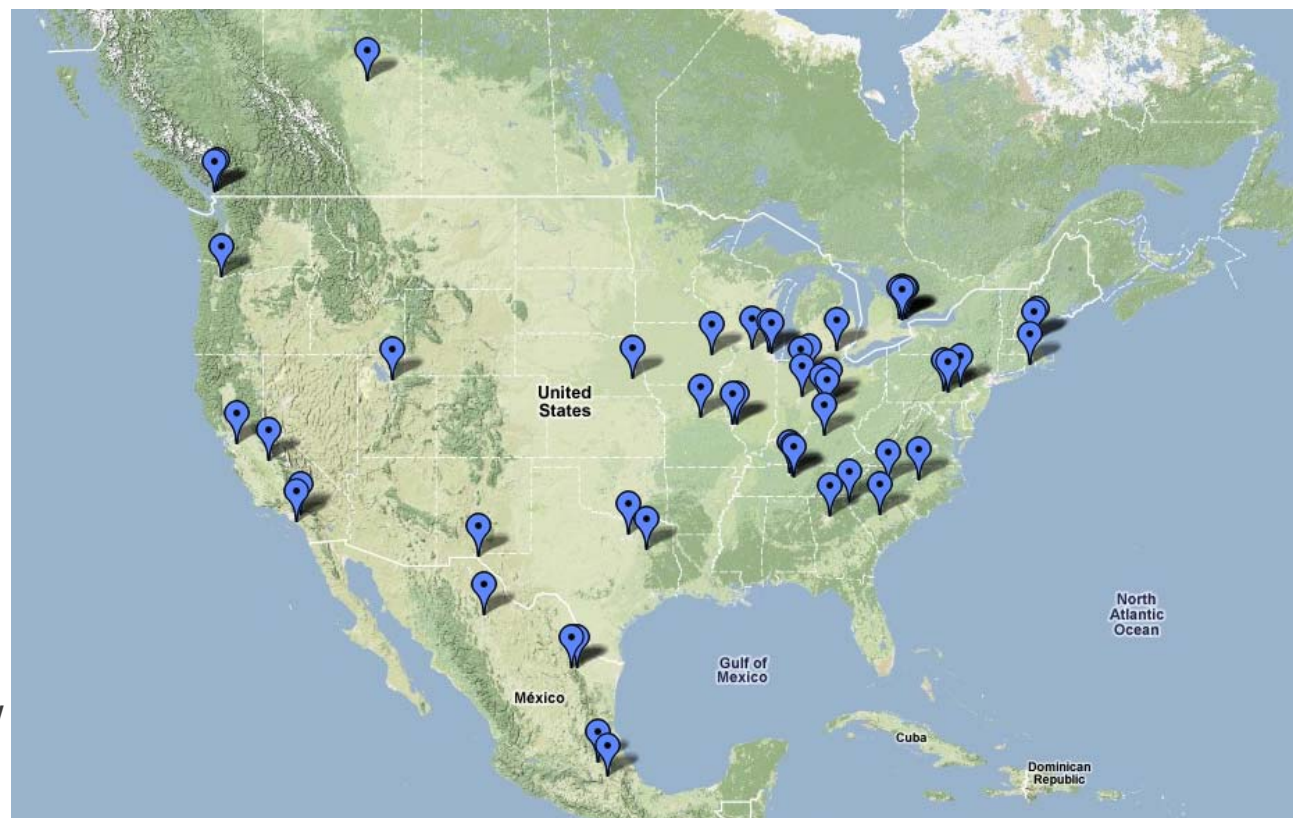 United
States
North
Atlantic
Ocean
Gulf of
Mexico
México
Cuba
Dominican
Republic